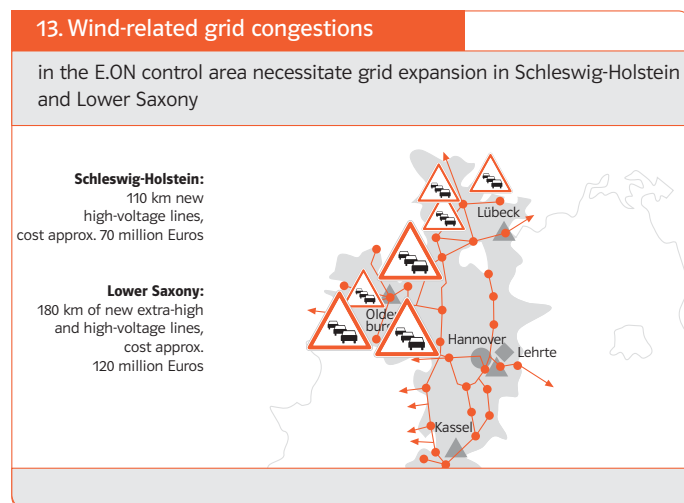 13. Wind-related grid congestions
in the E.ON control area necessitate grid expansion in Schleswig-Holstein
and Lower Saxony
Schleswig-Holstein:
110 km new
high-voltage lines,
cost approx. 70 million Euros
Lower Saxony:
180 km of new extra-high
and high-voltage lines,
cost approx.
120 million Euros
Lübeck
Hannover
Lehrte
Kassel